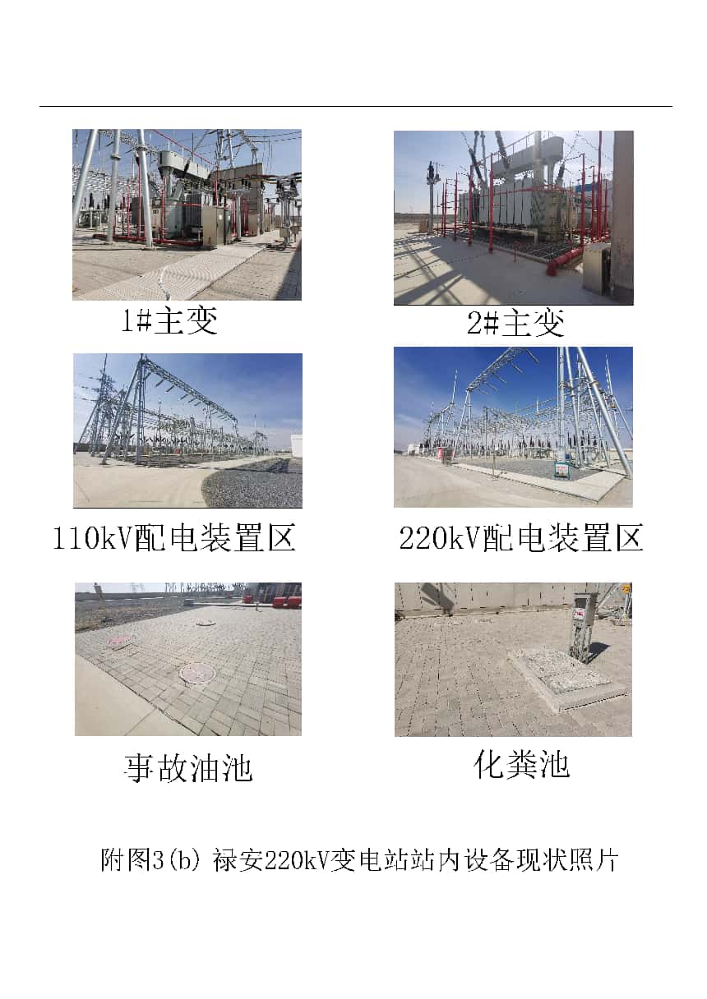 1#主变
2#主变
110kV配电装置区
220kV配电装置区
事故油池
化粪池
附图3(b) 禄安220kV变电站站内设备现状照片